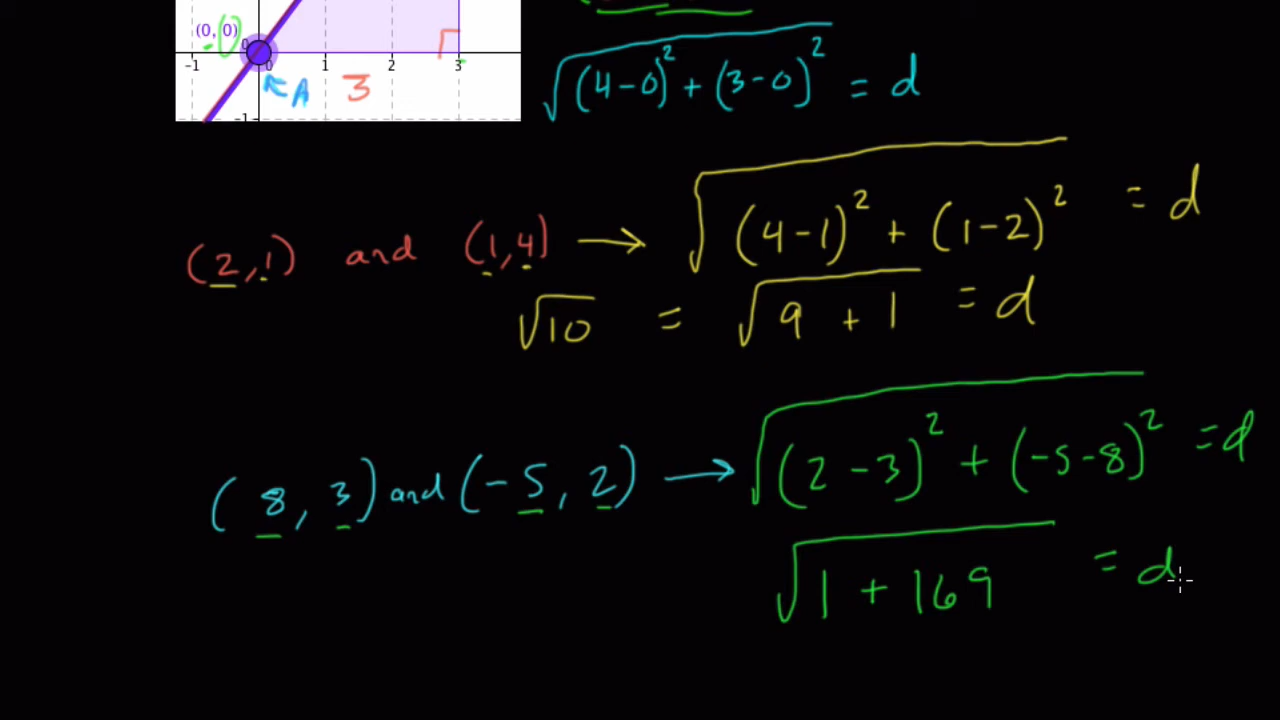 (0, 0) 0
0
-1 0 1 2 3
A 3
-1
√(4-0)² + (3-0)² = d
(2,1) and (1,4) → √(4-1)² + (1-2)² = d
√10 = √9 + 1 = d
(8, 3) and (-5, 2) → √(2-3)² + (-5-8)² = d
√1 + 169 = d